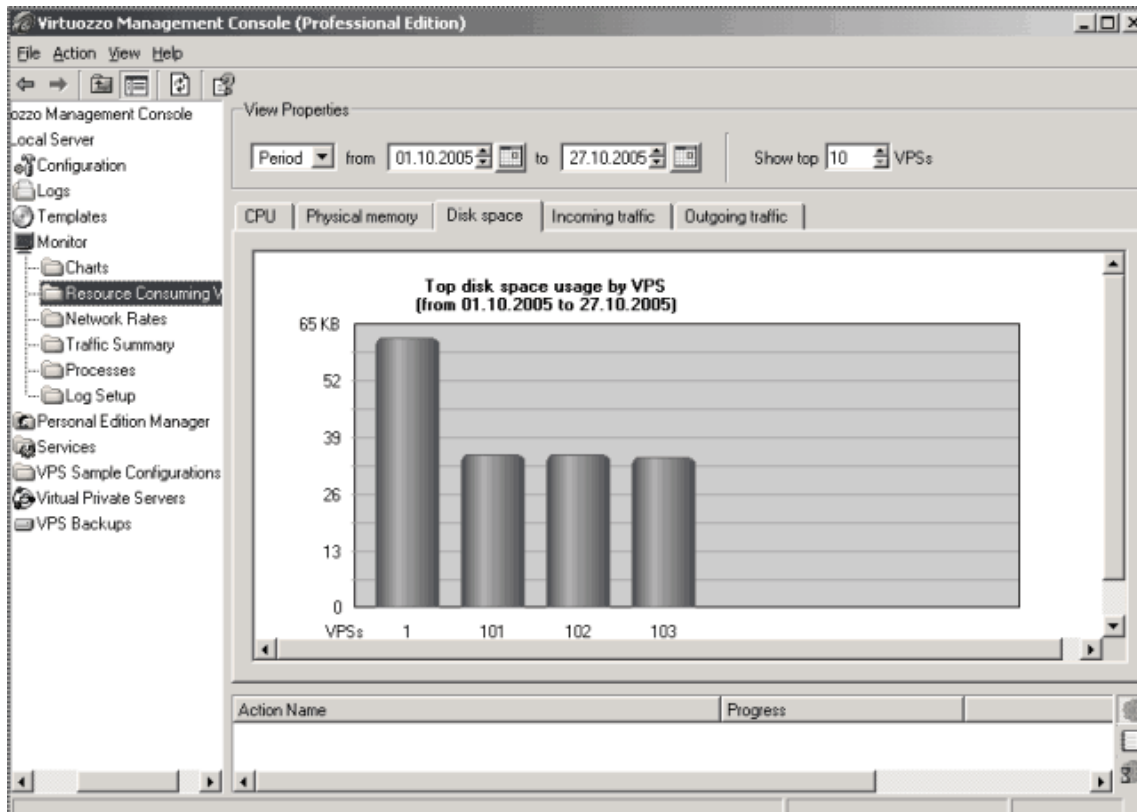 Virtuozzo Management Console (Professional Edition)
File Action View Help
ozzo Management Console
Local Server
Configuration
Logs
Templates
Monitor
Charts
Resource Consuming V
Network Rates
Traffic Summary
Processes
Log Setup
Personal Edition Manager
Services
VPS Sample Configurations
Virtual Private Servers
VPS Backups
View Properties
Period from 01.10.2005 to 27.10.2005 Show top 10 VPSs
CPU Physical memory Disk space Incoming traffic Outgoing traffic
Top disk space usage by VPS
(from 01.10.2005 to 27.10.2005)
65 KB
52
39
26
13
0
VPSs 1 101 102 103
Action Name Progress